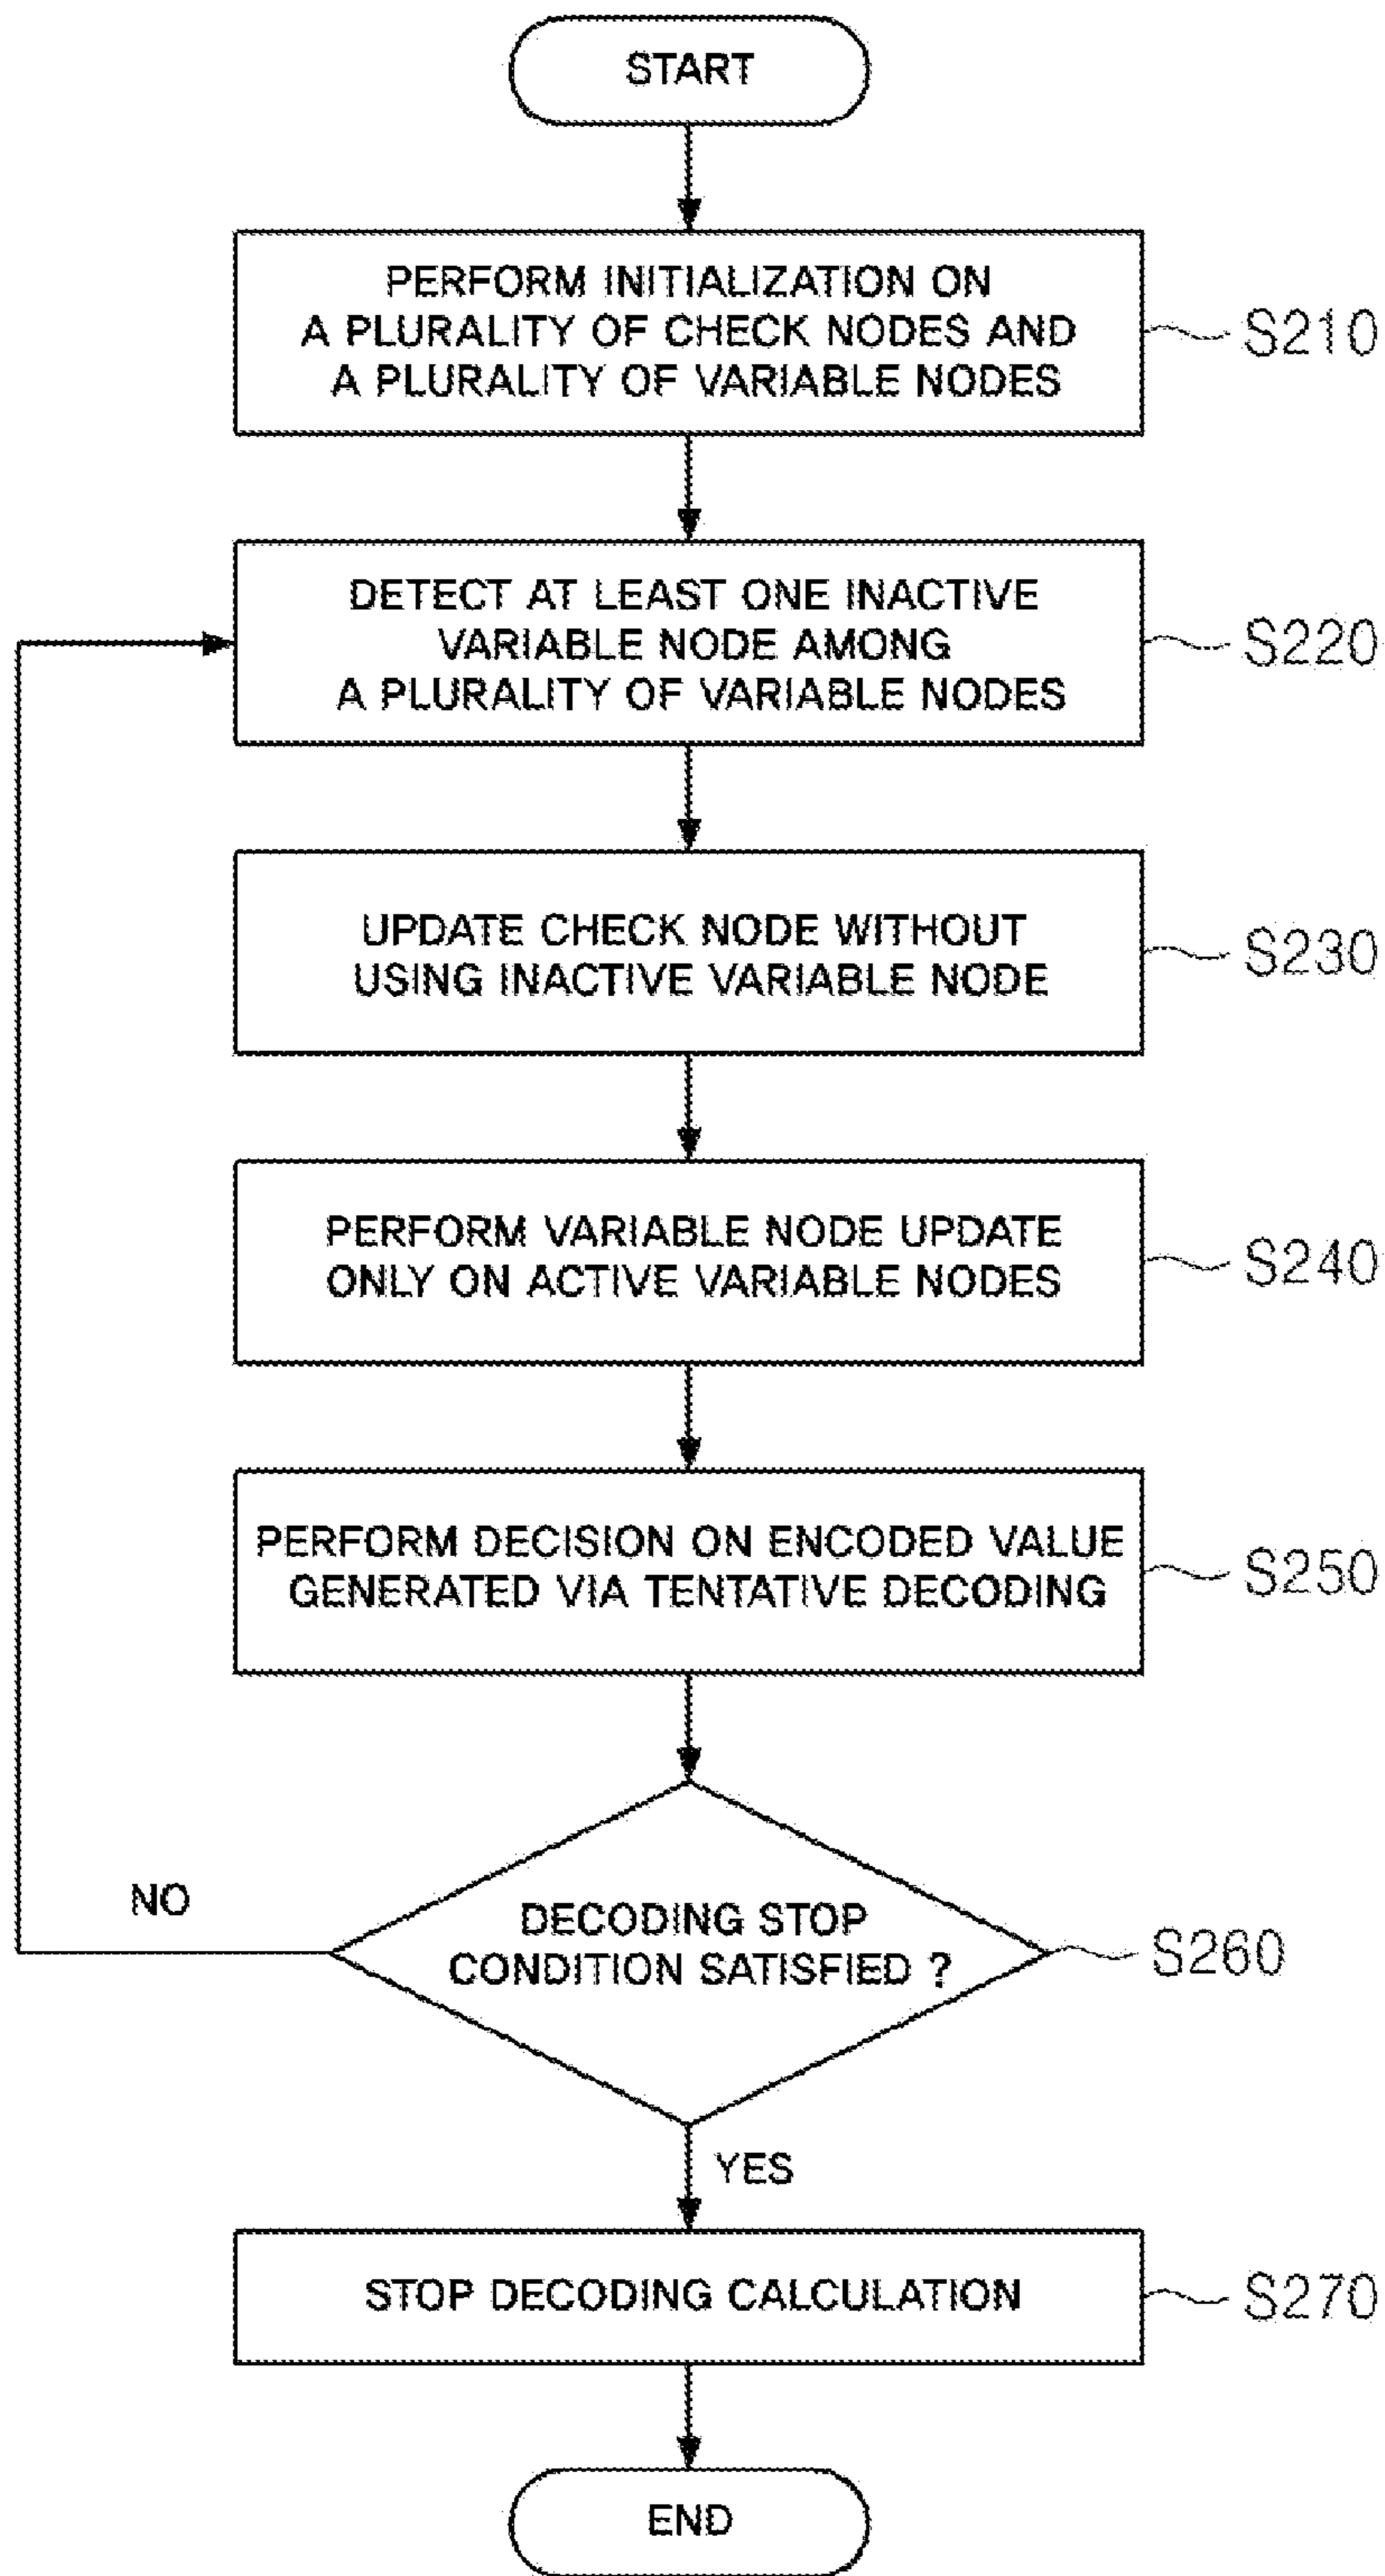 START
PERFORM INITIALIZATION ON
A PLURALITY OF CHECK NODES AND
A PLURALITY OF VARIABLE NODES
S210
DETECT AT LEAST ONE INACTIVE
VARIABLE NODE AMONG
A PLURALITY OF VARIABLE NODES
S220
UPDATE CHECK NODE WITHOUT
USING INACTIVE VARIABLE NODE
S230
PERFORM VARIABLE NODE UPDATE
ONLY ON ACTIVE VARIABLE NODES
S240
PERFORM DECISION ON ENCODED VALUE
GENERATED VIA TENTATIVE DECODING
S250
NO
DECODING STOP
CONDITION SATISFIED ?
S260
YES
STOP DECODING CALCULATION
S270
END